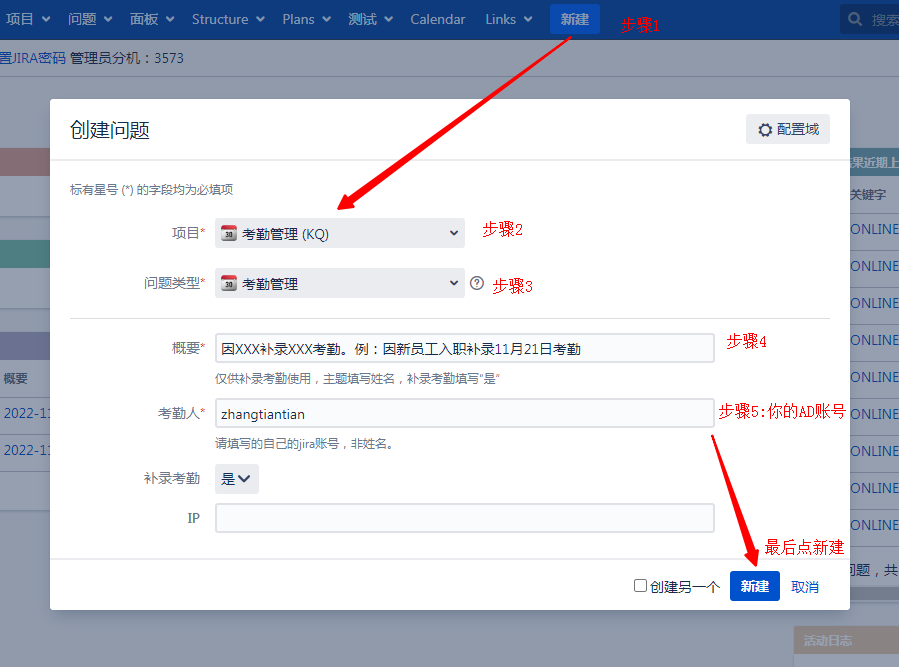 项目 问题 面板 Structure Plans 测试 Calendar Links 新建 步骤1 搜索
置JIRA密码 管理员分机：3573
创建问题 配置域
果近期上
标有星号 (*) 的字段均为必填项
关键字
项目* 考勤管理 (KQ) 步骤2
ONLINE
ONLINE
问题类型* 考勤管理 步骤3
ONLINE
概要* 因XXX补录XXX考勤。例：因新员工入职补录11月21日考勤 步骤4
ONLINE
概要 仅供补录考勤使用，主题填写姓名，补录考勤填写“是”
ONLINE
2022-11 考勤人* zhangtiantian 步骤5:你的AD账号
ONLINE
请填写的自己的jira账号，非姓名。
2022-11
ONLINE
补录考勤 是
ONLINE
IP
ONLINE
最后点新建
问题，共
创建另一个 新建 取消
活动日志